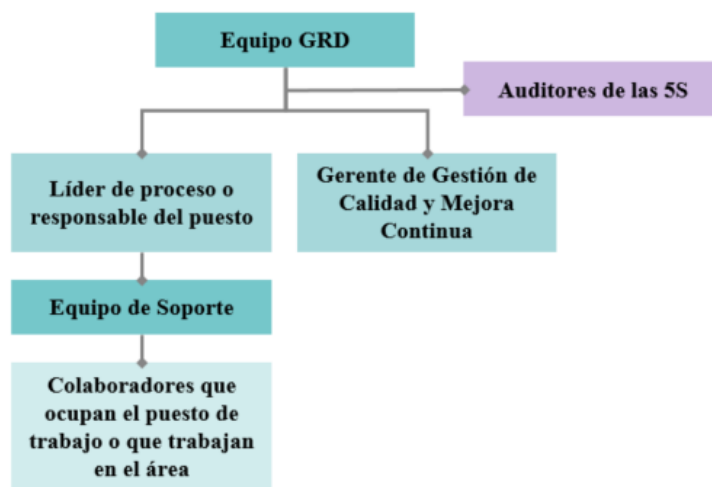 Equipo GRD
Auditores de las 5S
Líder de proceso o
responsable del puesto
Gerente de Gestión de
Calidad y Mejora
Continua
Equipo de Soporte
Colaboradores que
ocupan el puesto de
trabajo o que trabajan
en el área